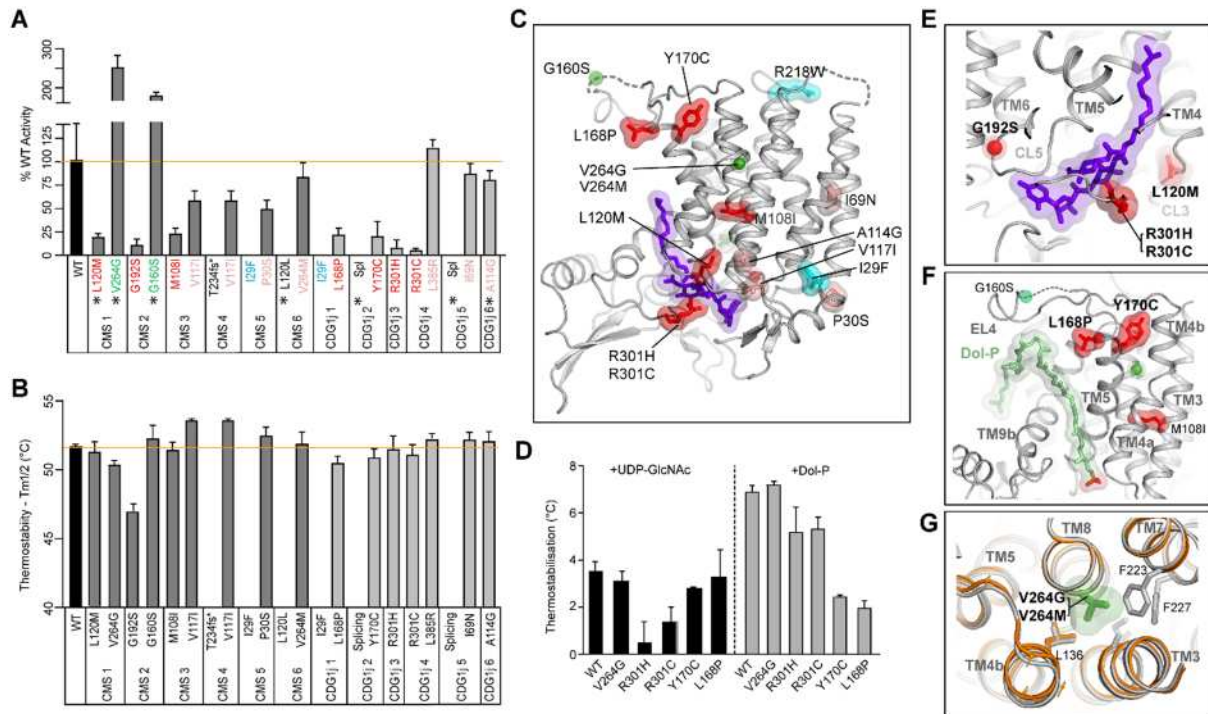 A
300
200
125
100
75
50
25
0
% WT Activity
WT
* L120M
* V264G
G192S
* G160S
M108I
V117I
T234fs*
V117I
I29F
P30S
* L120L
V264M
I29F
L168P
* Spl
Y170C
R301H
R301C
L385R
* Spl
I69N
* A114G
CMS 1
CMS 2
CMS 3
CMS 4
CMS 5
CMS 6
CDG1j 1
CDG1j 2
CDG1j 3
CDG1j 4
CDG1j 5
CDG1j 6
B
55
50
45
40
Thermostability - Tm1/2 (°C)
WT
L120M
V264G
G192S
G160S
M108I
V117I
T234fs*
V117I
I29F
P30S
L120L
V264M
I29F
L168P
Splicing
Y170C
R301H
R301C
L385R
Splicing
I69N
A114G
CMS 1
CMS 2
CMS 3
CMS 4
CMS 5
CMS 6
CDG1j 1
CDG1j 2
CDG1j 3
CDG1j 4
CDG1j 5
CDG1j 6
C
Y170C
G160S
R218W
L168P
V264G
V264M
I69N
M108I
L120M
A114G
V117I
I29F
P30S
R301H
R301C
D
+UDP-GlcNAc
+Dol-P
8
6
4
2
0
Thermostabilisation (°C)
WT
V264G
R301H
R301C
Y170C
L168P
WT
V264G
R301H
R301C
Y170C
L168P
E
TM6
TM5
TM4
G192S
CL5
L120M
CL3
R301H
R301C
F
G160S
Y170C
L168P
EL4
TM4b
Dol-P
TM5
TM3
M108I
TM9b
TM4a
G
TM8
TM7
TM5
F223
V264G
V264M
F227
L136
TM4b
TM3